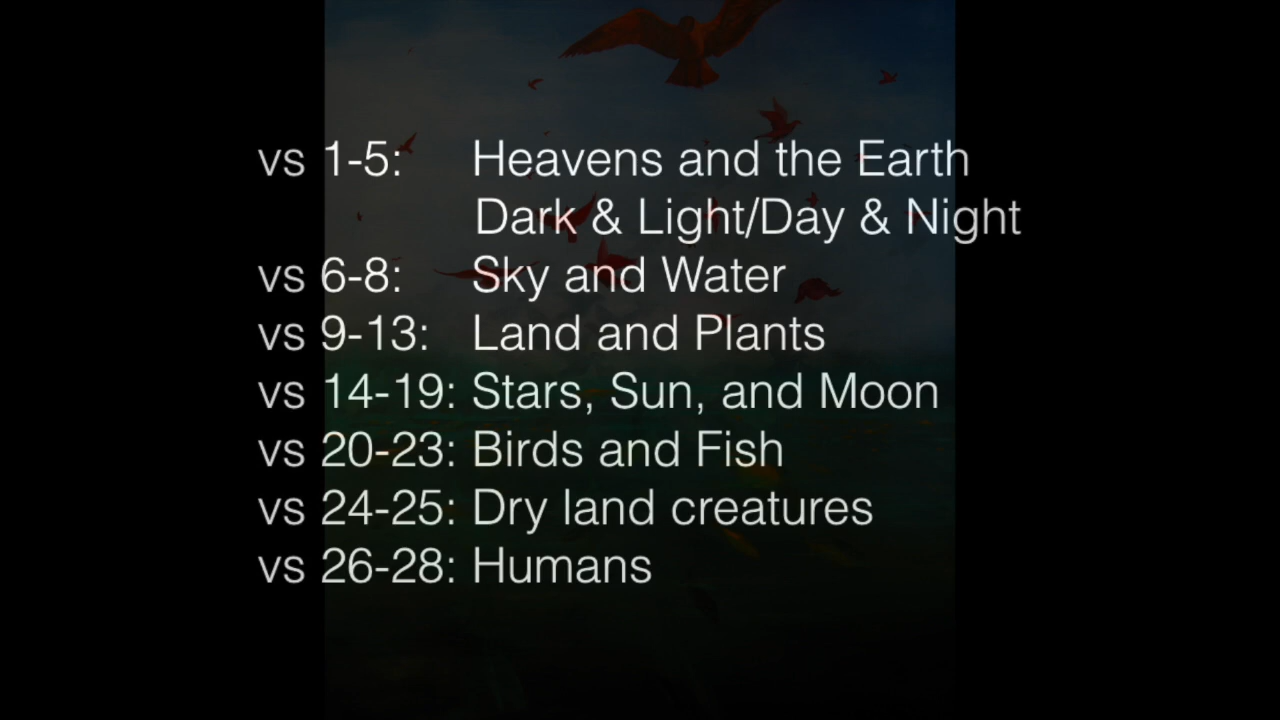 vs 1-5: Heavens and the Earth
Dark & Light/Day & Night
vs 6-8: Sky and Water
vs 9-13: Land and Plants
vs 14-19: Stars, Sun, and Moon
vs 20-23: Birds and Fish
vs 24-25: Dry land creatures
vs 26-28: Humans